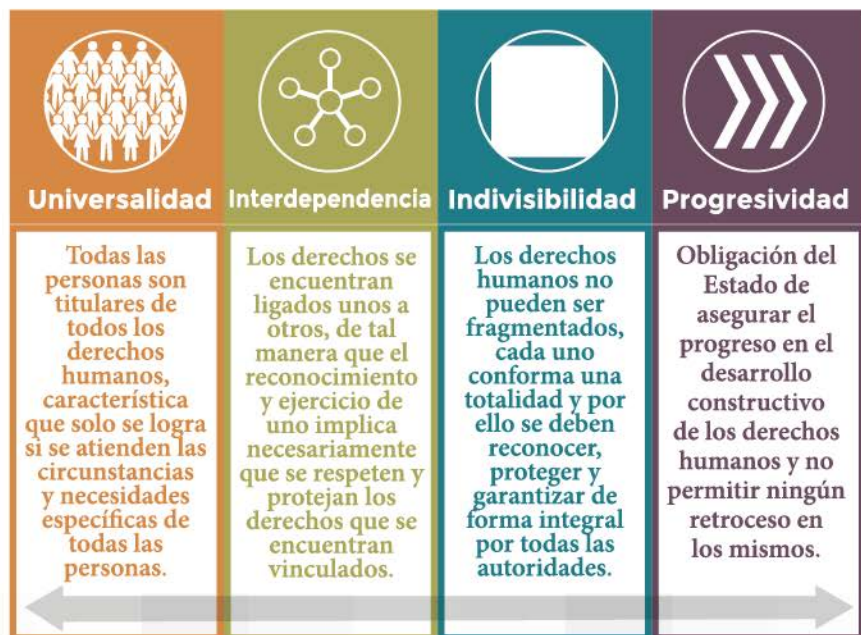 Universalidad
Todas las
personas son
titulares de
todos los
derechos
humanos,
característica
que solo se logra
si se atienden las
circunstancias
y necesidades
específicas de
todas las
personas.
Interdependencia
Los derechos se
encuentran
ligados unos a
otros, de tal
manera que el
reconocimiento
y ejercicio de
uno implica
necesariamente
que se respeten y
protejan los
derechos que se
encuentran
vinculados.
Indivisibilidad
Los derechos
humanos no
pueden ser
fragmentados,
cada uno
conforma una
totalidad y por
ello se deben
reconocer,
proteger y
garantizar de
forma integral
por todas las
autoridades.
Progresividad
Obligación del
Estado de
asegurar el
progreso en el
desarrollo
constructivo
de los derechos
humanos y no
permitir ningún
retroceso en
los mismos.